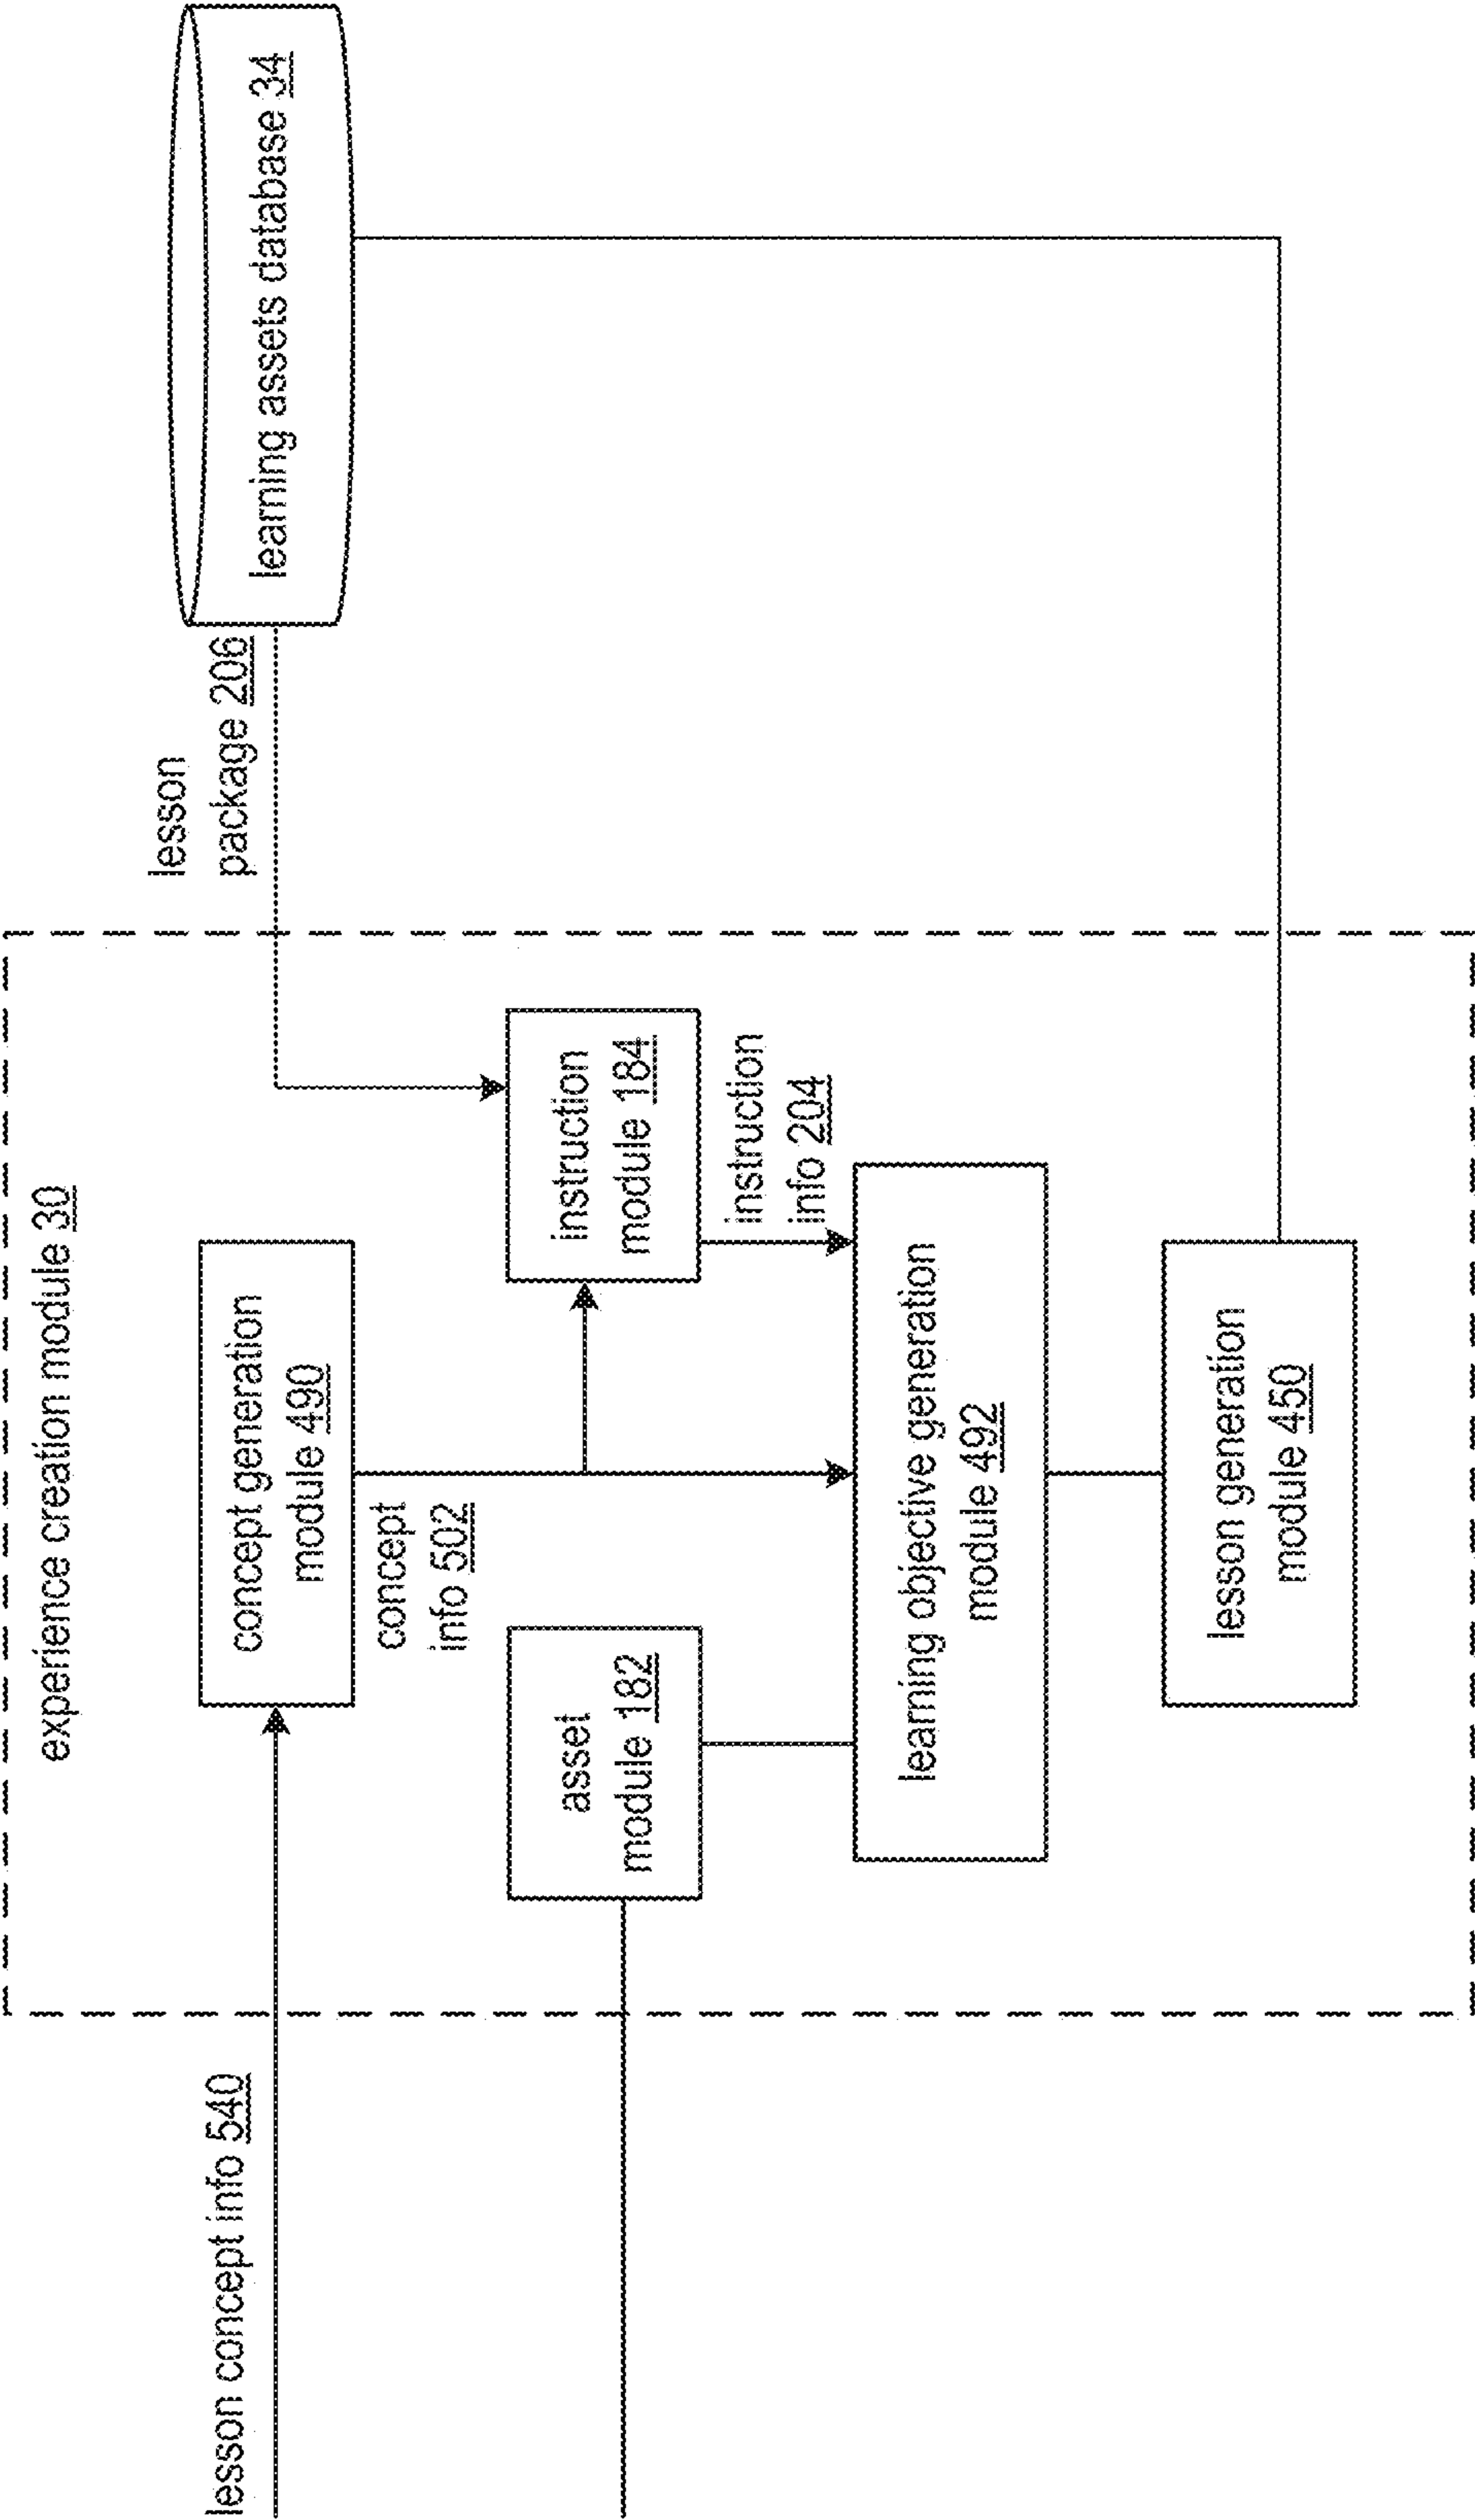 experience creation module 30
lesson concept info 540
concept generation
module 490
lesson
package 206
learning assets database 34
concept
info 502
asset
module 182
instruction
module 184
instruction
info 204
learning objective generation
module 492
lesson generation
module 450